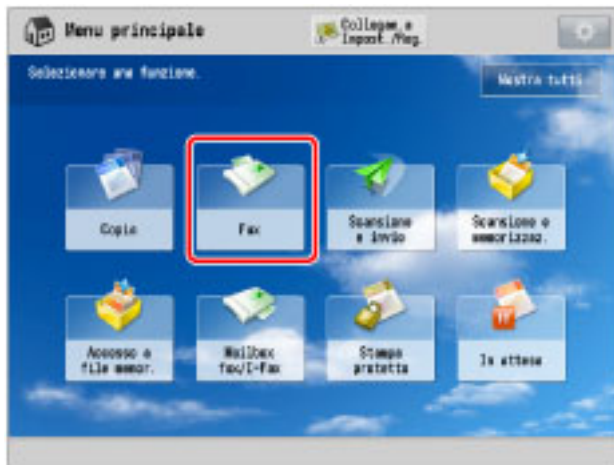 Menu principale
Collegam. a
Impost./Reg.
Selezionare una funzione.
Mostra tutti
Copia
Fax
Scansione
e invio
Scansione e
memorizzaz.
Accesso a
file memor.
Mailbox
fax/I-Fax
Stampa
protetta
In attesa